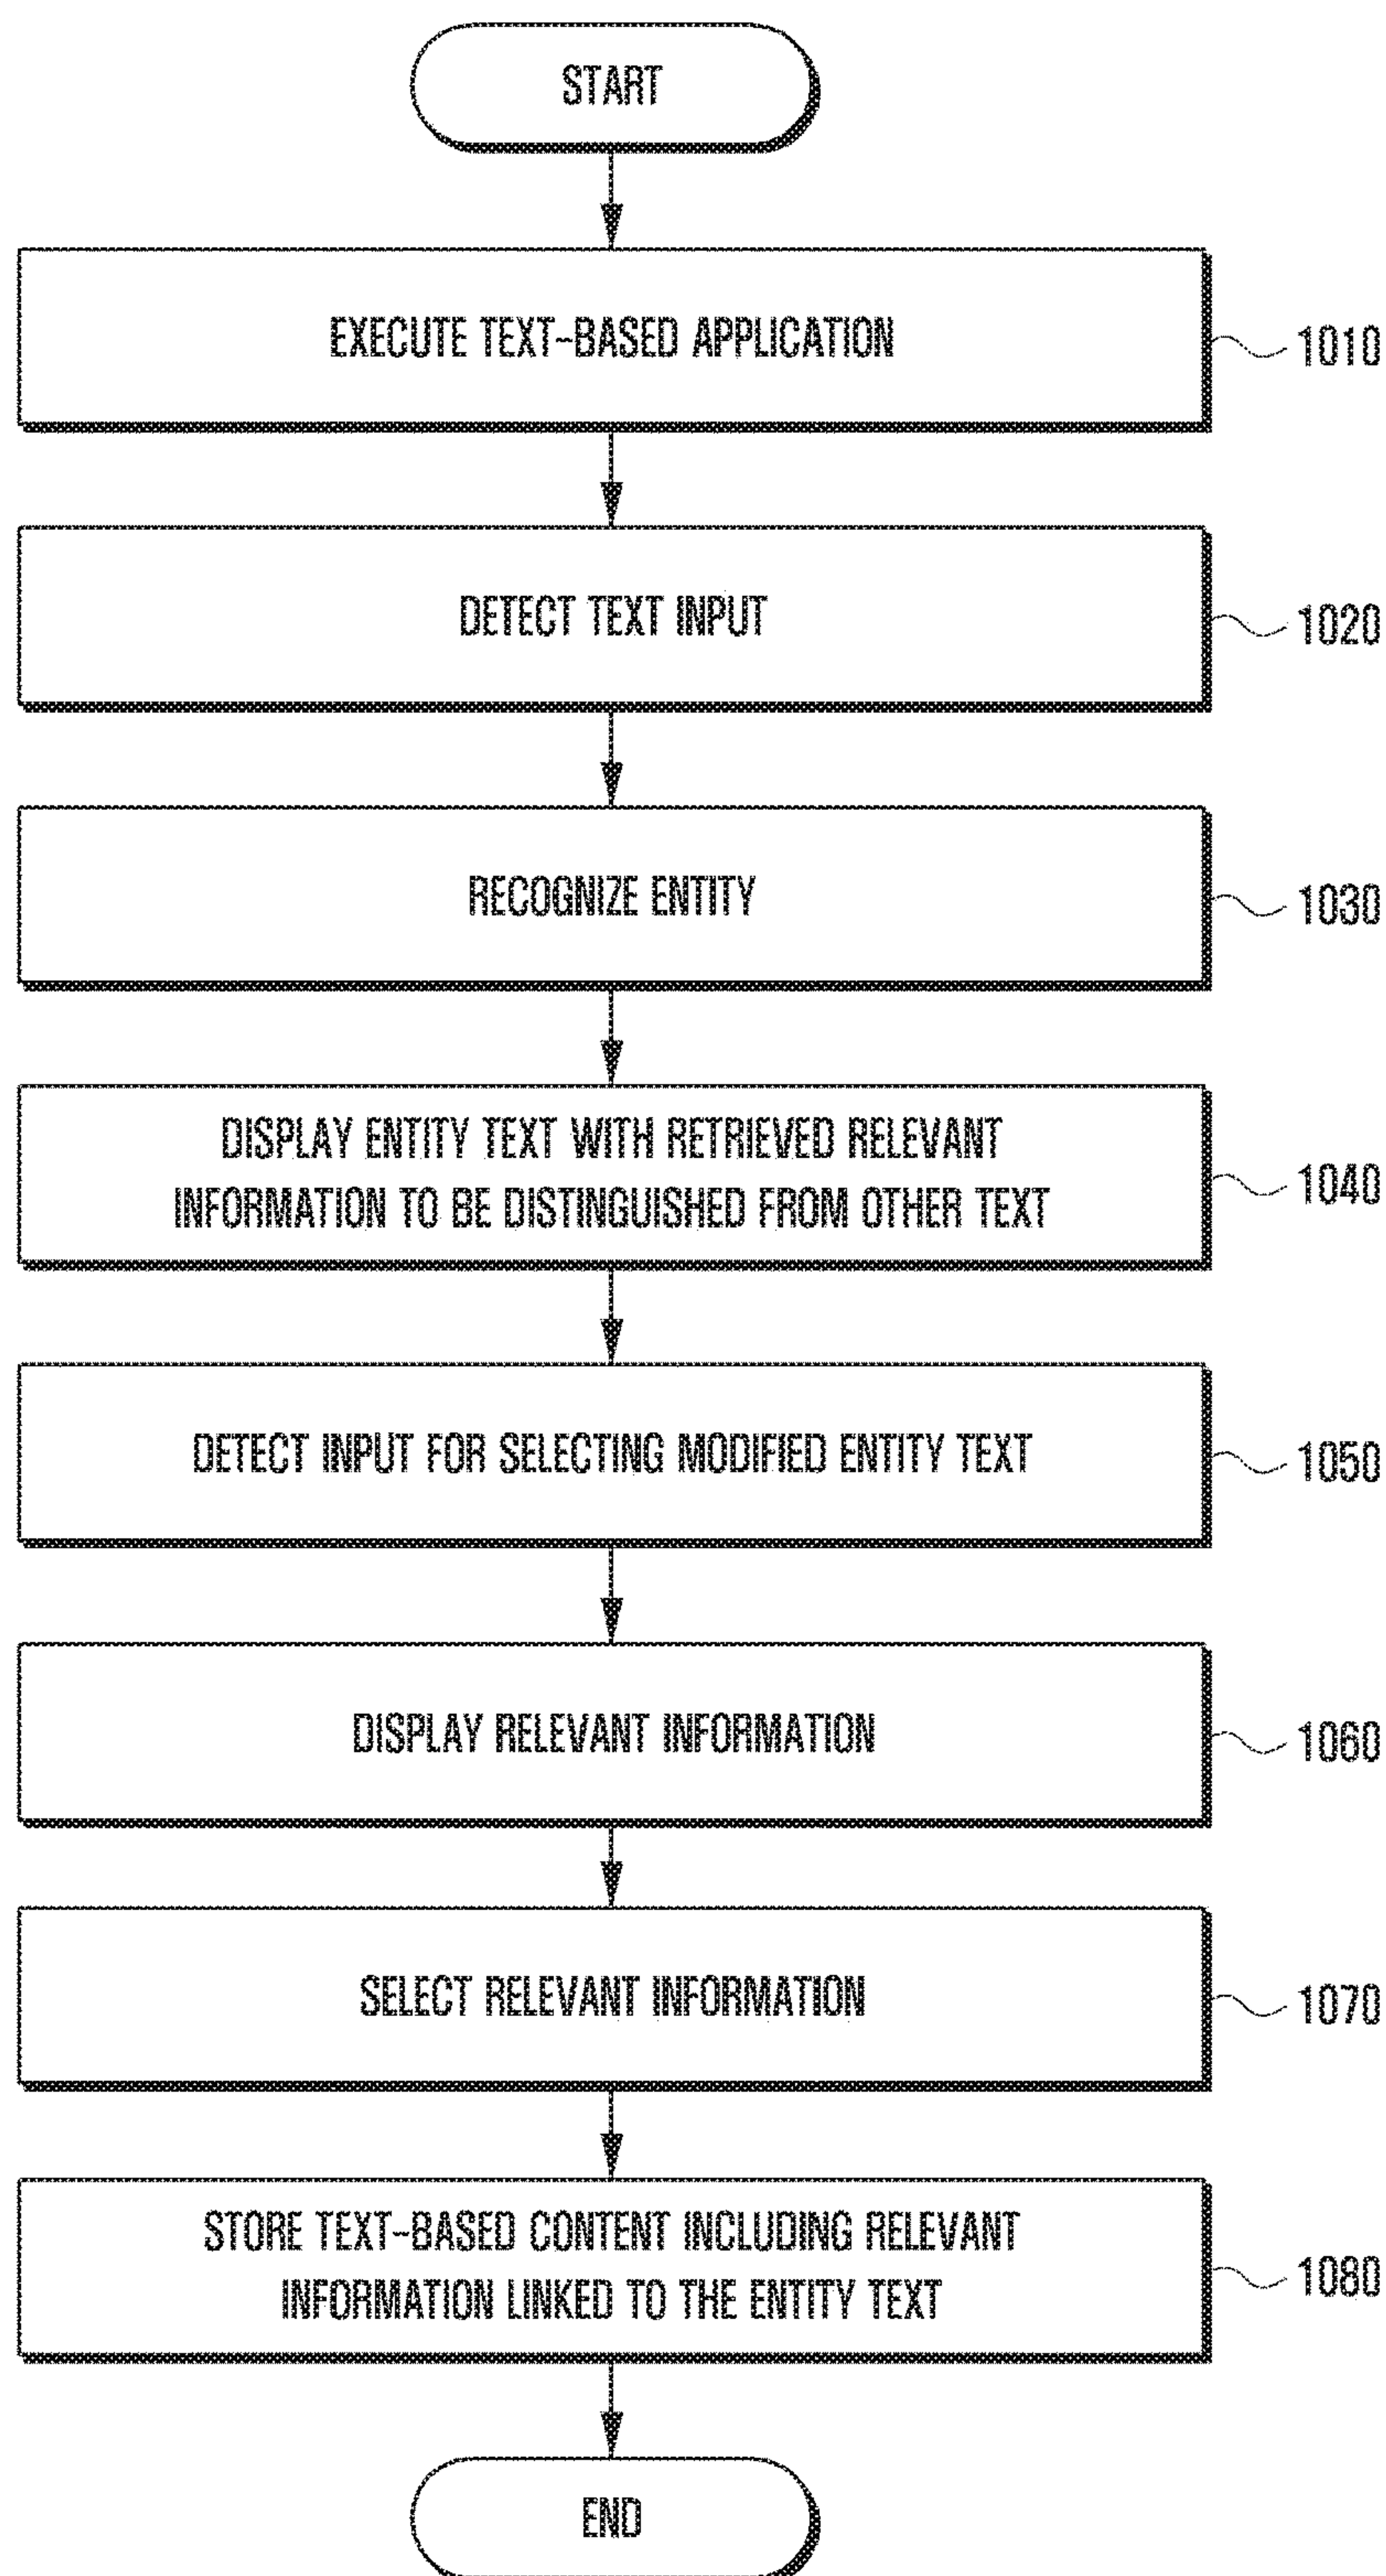 START
EXECUTE TEXT-BASED APPLICATION
1010
DETECT TEXT INPUT
1020
RECOGNIZE ENTITY
1030
DISPLAY ENTITY TEXT WITH RETRIEVED RELEVANT
INFORMATION TO BE DISTINGUISHED FROM OTHER TEXT
1040
DETECT INPUT FOR SELECTING MODIFIED ENTITY TEXT
1050
DISPLAY RELEVANT INFORMATION
1060
SELECT RELEVANT INFORMATION
1070
STORE TEXT-BASED CONTENT INCLUDING RELEVANT
INFORMATION LINKED TO THE ENTITY TEXT
1080
END